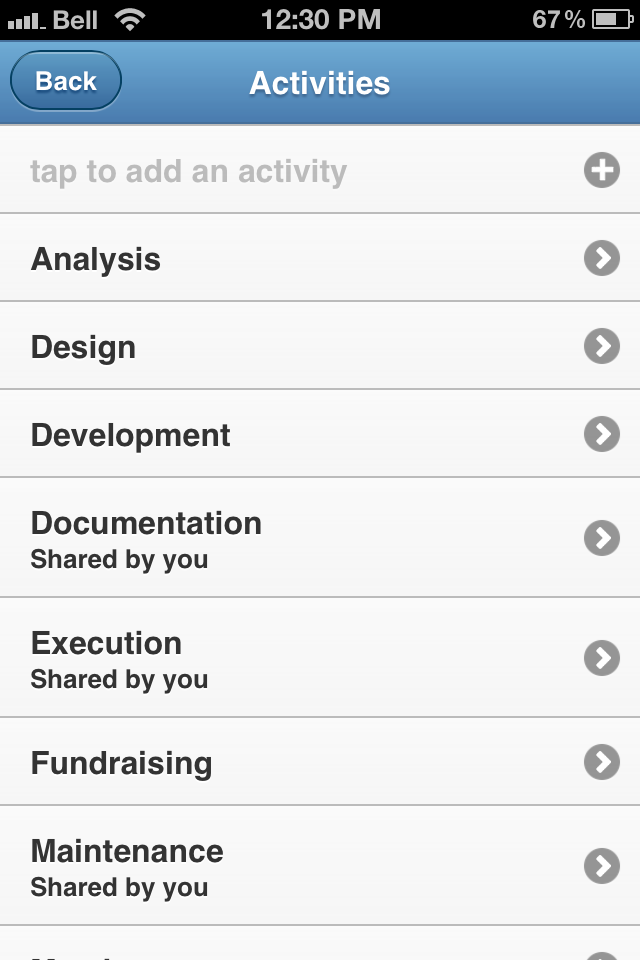 Bell 12:30 PM 67%
Back Activities
tap to add an activity
Analysis
Design
Development
Documentation
Shared by you
Execution
Shared by you
Fundraising
Maintenance
Shared by you